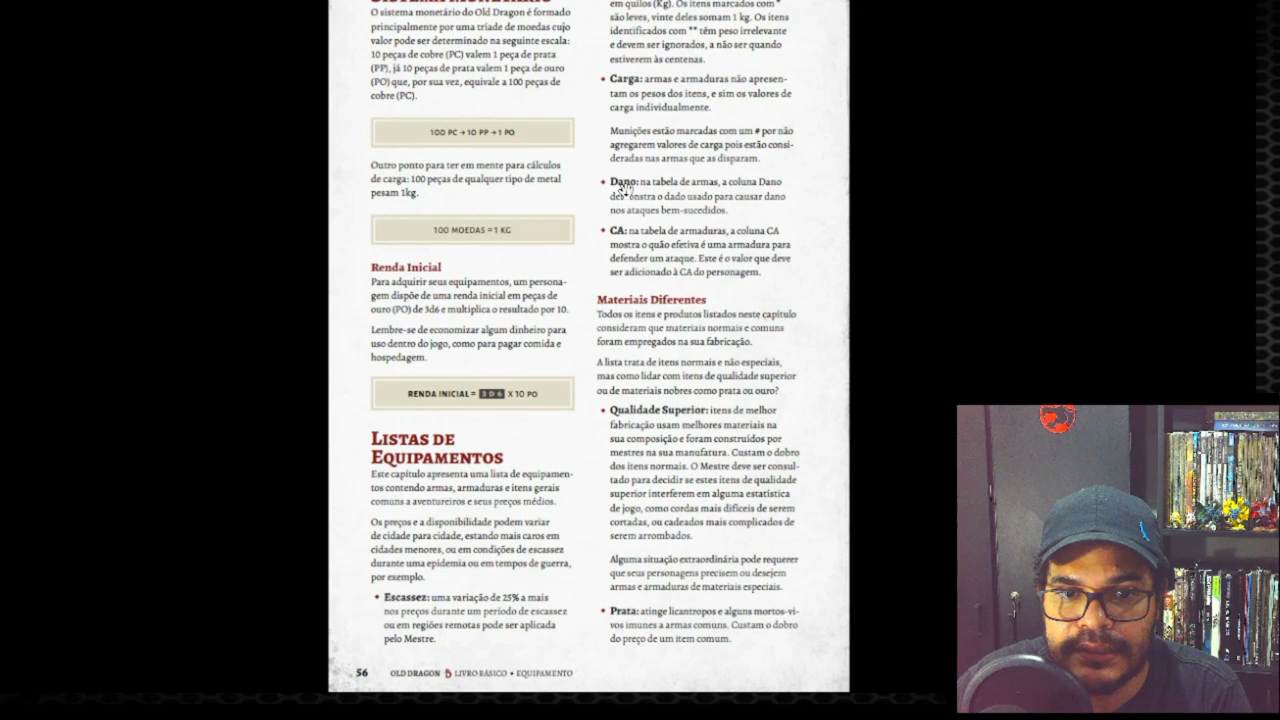 SISTEMA MONETÁRIO
O sistema monetário do Old Dragon é formado
principalmente por uma tríade de moedas cujo
valor pode ser determinado na seguinte escala:
10 peças de cobre (PC) valem 1 peça de prata
(PP), já 10 peças de prata valem 1 peça de ouro
(PO) que, por sua vez, equivale a 100 peças de
cobre (PC).
100 PC → 10 PP → 1 PO
Outro ponto para ter em mente para cálculos
de carga: 100 peças de qualquer tipo de metal
pesam 1kg.
100 MOEDAS = 1 KG
Renda Inicial
Para adquirir seus equipamentos, um persona-
gem dispõe de uma renda inicial em peças de
ouro (PO) de 3d6 e multiplica o resultado por 10.
Lembre-se de economizar algum dinheiro para
uso dentro do jogo, como para pagar comida e
hospedagem.
RENDA INICIAL = 3D6 X 10 PO
LISTAS DE
EQUIPAMENTOS
Este capítulo apresenta uma lista de equipamen-
tos contendo armas, armaduras e itens gerais
comuns a aventureiros e seus preços médios.
Os preços e a disponibilidade podem variar
de cidade para cidade, estando mais caros em
cidades menores, ou em condições de escassez
durante uma epidemia ou em tempos de guerra,
por exemplo.
• Escassez: uma variação de 25% a mais
nos preços durante um período de escassez
ou em regiões remotas pode ser aplicada
pelo Mestre.
em quilos (Kg). Os itens marcados com *
são leves, vinte deles somam 1 kg. Os itens
identificados com ** têm peso irrelevante
e devem ser ignorados, a não ser quando
estiverem às centenas.
• Carga: armas e armaduras não apresen-
tam os pesos dos itens, e sim os valores de
carga individualmente.
Munições estão marcadas com um # por não
agregarem valores de carga pois estão consi-
deradas nas armas que as disparam.
• Dano: na tabela de armas, a coluna Dano
demonstra o dado usado para causar dano
nos ataques bem-sucedidos.
• CA: na tabela de armaduras, a coluna CA
mostra o quão efetiva é uma armadura para
defender um ataque. Este é o valor que deve
ser adicionado à CA do personagem.
Materiais Diferentes
Todos os itens e produtos listados neste capítulo
consideram que materiais normais e comuns
foram empregados na sua fabricação.
A lista trata de itens normais e não especiais,
mas como lidar com itens de qualidade superior
ou de materiais nobres como prata ou ouro?
• Qualidade Superior: itens de melhor
fabricação usam melhores materiais na
sua composição e foram construídos por
mestres na sua manufatura. Custam o dobro
dos itens normais. O Mestre deve ser consul-
tado para decidir se estes itens de qualidade
superior interferem em alguma estatística
de jogo, como cordas mais difíceis de serem
cortadas, ou cadeados mais complicados de
serem arrombados.
Alguma situação extraordinária pode requerer
que seus personagens precisem ou desejem
armas e armaduras de materiais especiais.
• Prata: atinge licantropos e alguns mortos-vi-
vos imunes a armas comuns. Custam o dobro
do preço de um item comum.
56 OLD DRAGON LIVRO BÁSICO • EQUIPAMENTO